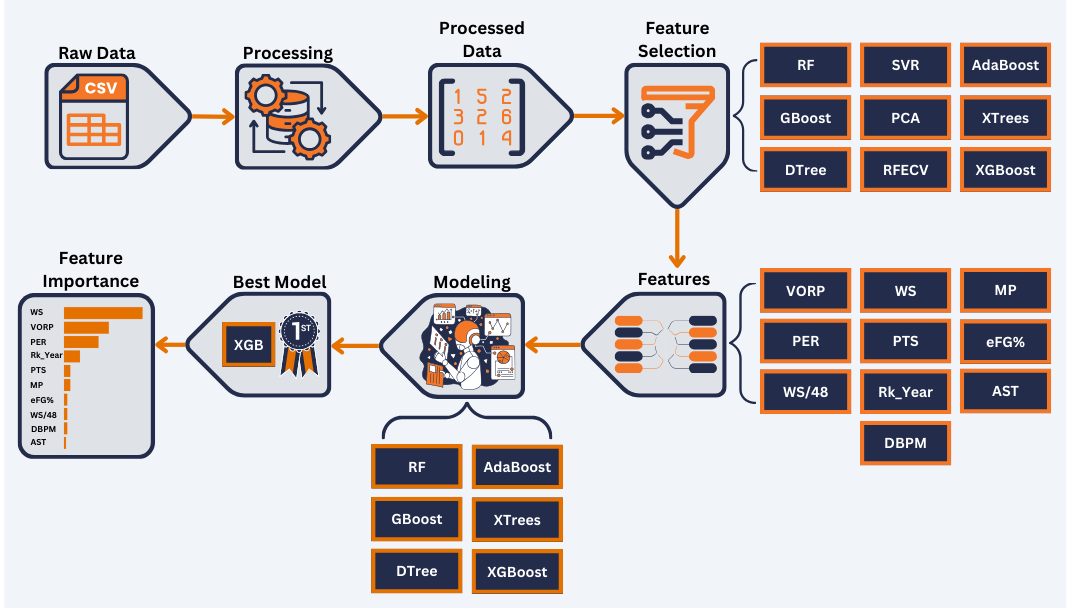 Raw Data
Processing
Processed
Data
Feature
Selection
CSV
1 5 2
3 2 6
0 1 4
RF
SVR
AdaBoost
GBoost
PCA
XTrees
DTree
RFECV
XGBoost
Features
VORP
WS
MP
PER
PTS
eFG%
WS/48
Rk_Year
AST
DBPM
Modeling
RF
AdaBoost
GBoost
XTrees
DTree
XGBoost
Best Model
XGB
1ST
Feature
Importance
WS
VORP
PER
Rk_Year
PTS
MP
eFG%
WS/48
DBPM
AST